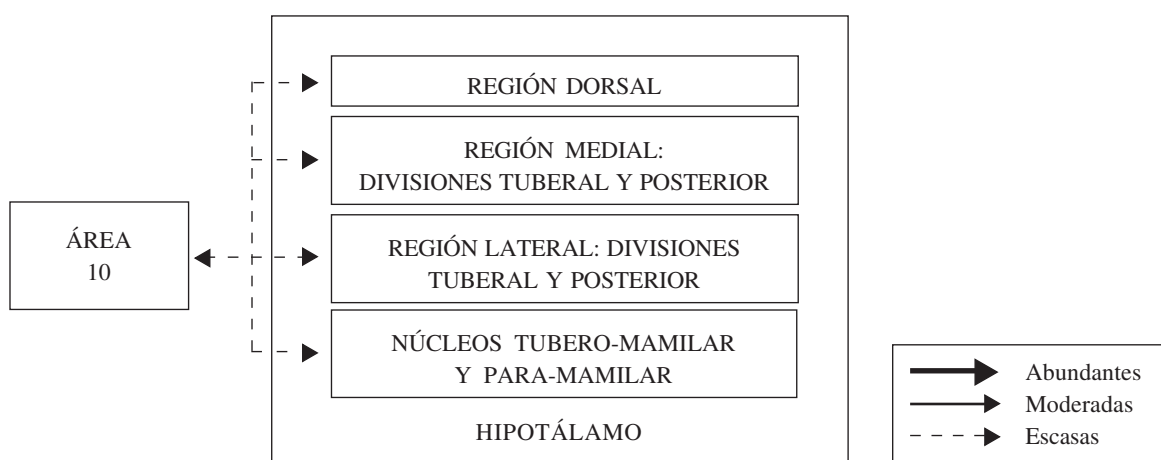 REGIÓN DORSAL
REGIÓN MEDIAL:
DIVISIONES TUBERAL Y POSTERIOR
ÁREA
10
REGIÓN LATERAL: DIVISIONES
TUBERAL Y POSTERIOR
NÚCLEOS TUBERO-MAMILAR
Y PARA-MAMILAR
HIPOTÁLAMO
Abundantes
Moderadas
Escasas